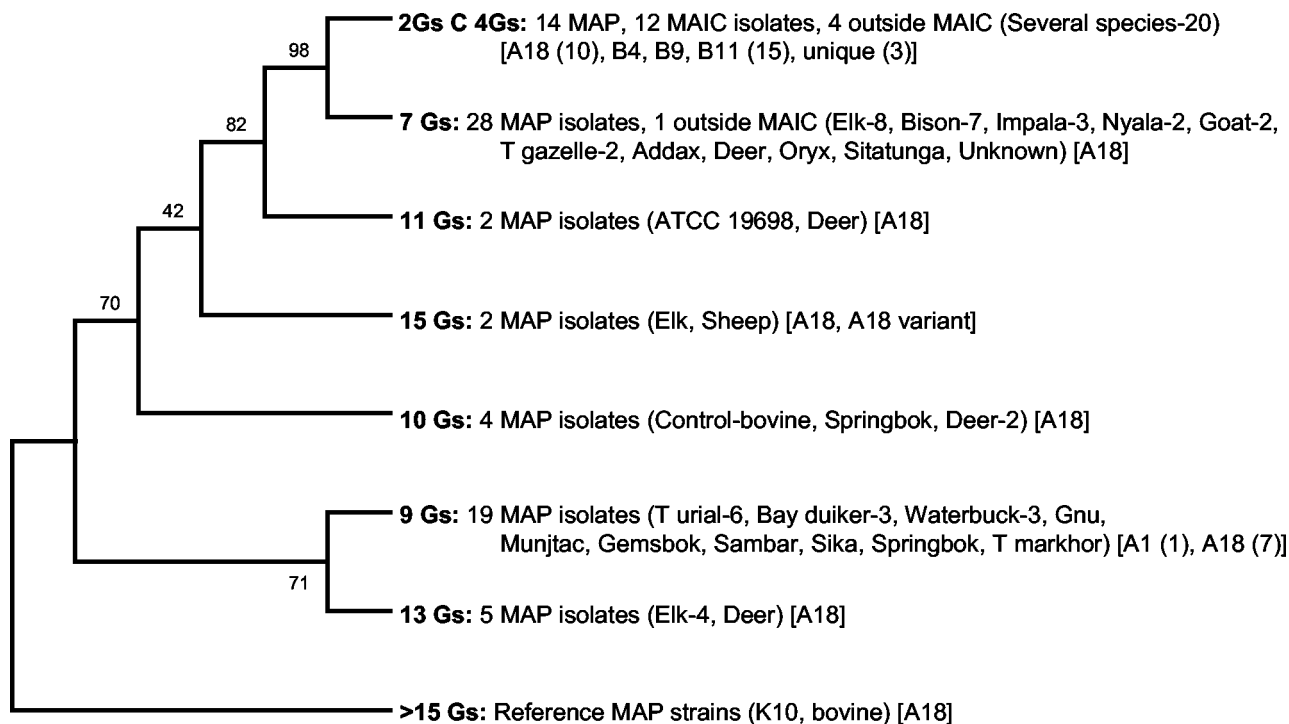 2Gs C 4Gs: 14 MAP, 12 MAIC isolates, 4 outside MAIC (Several species-20)
[A18 (10), B4, B9, B11 (15), unique (3)]
98
7 Gs: 28 MAP isolates, 1 outside MAIC (Elk-8, Bison-7, Impala-3, Nyala-2, Goat-2,
T gazelle-2, Addax, Deer, Oryx, Sitatunga, Unknown) [A18]
82
11 Gs: 2 MAP isolates (ATCC 19698, Deer) [A18]
42
15 Gs: 2 MAP isolates (Elk, Sheep) [A18, A18 variant]
70
10 Gs: 4 MAP isolates (Control-bovine, Springbok, Deer-2) [A18]
9 Gs: 19 MAP isolates (T urial-6, Bay duiker-3, Waterbuck-3, Gnu,
Munjtac, Gemsbok, Sambar, Sika, Springbok, T markhor) [A1 (1), A18 (7)]
71
13 Gs: 5 MAP isolates (Elk-4, Deer) [A18]
>15 Gs: Reference MAP strains (K10, bovine) [A18]